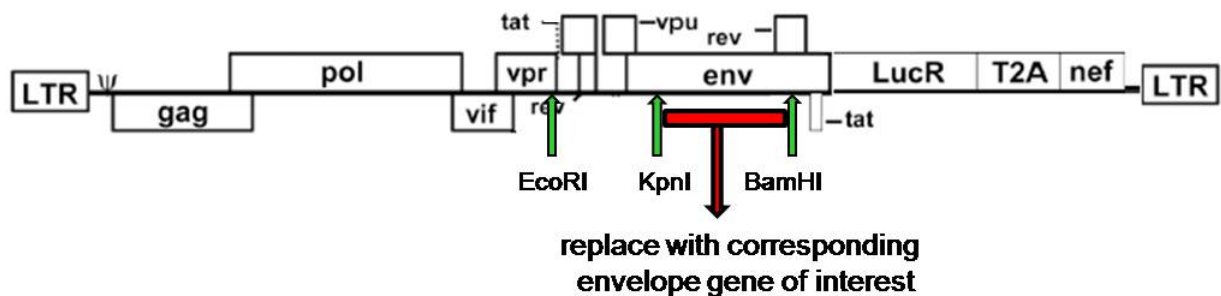 tat
vpu
rev
LTR
ψ
gag
pol
vif
vpr
rev
env
LucR
T2A
nef
LTR
tat
EcoRI
KpnI
BamHI
replace with corresponding
envelope gene of interest